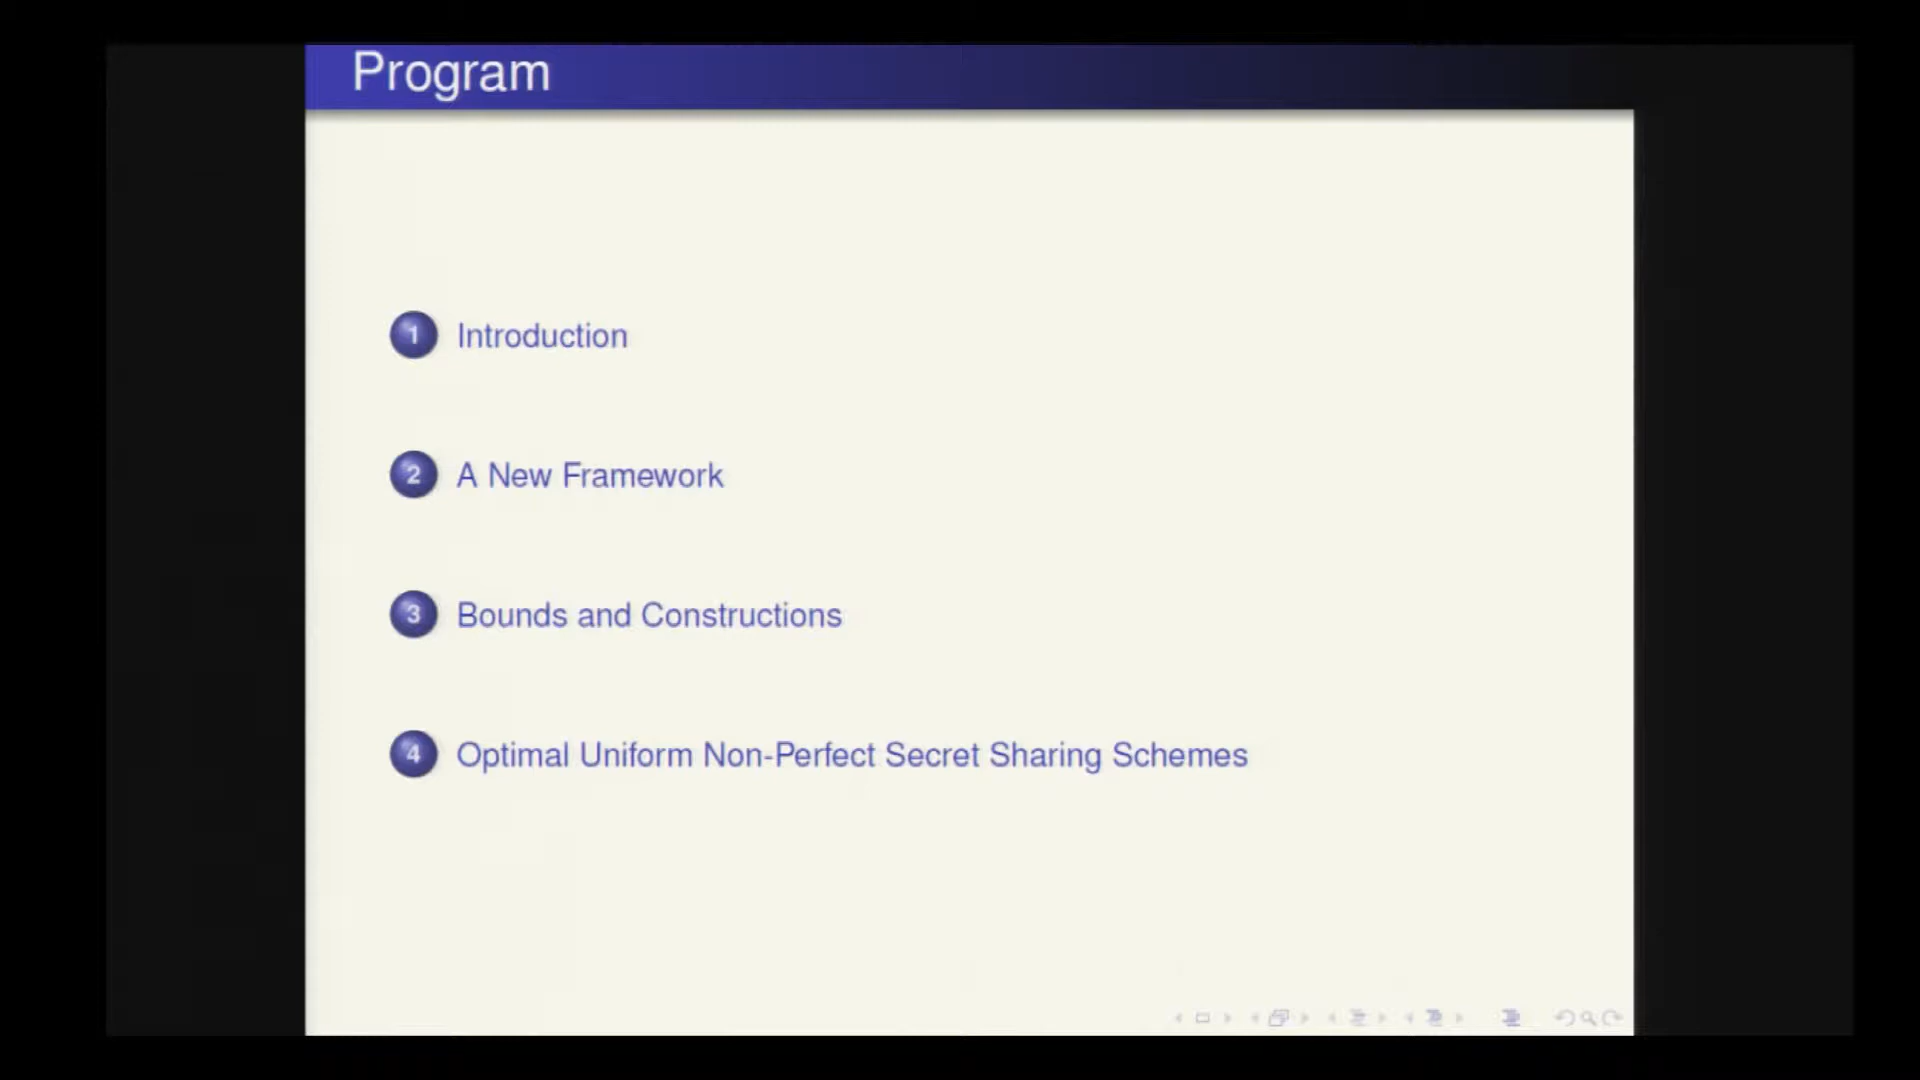 Program
1 Introduction
2 A New Framework
3 Bounds and Constructions
4 Optimal Uniform Non-Perfect Secret Sharing Schemes